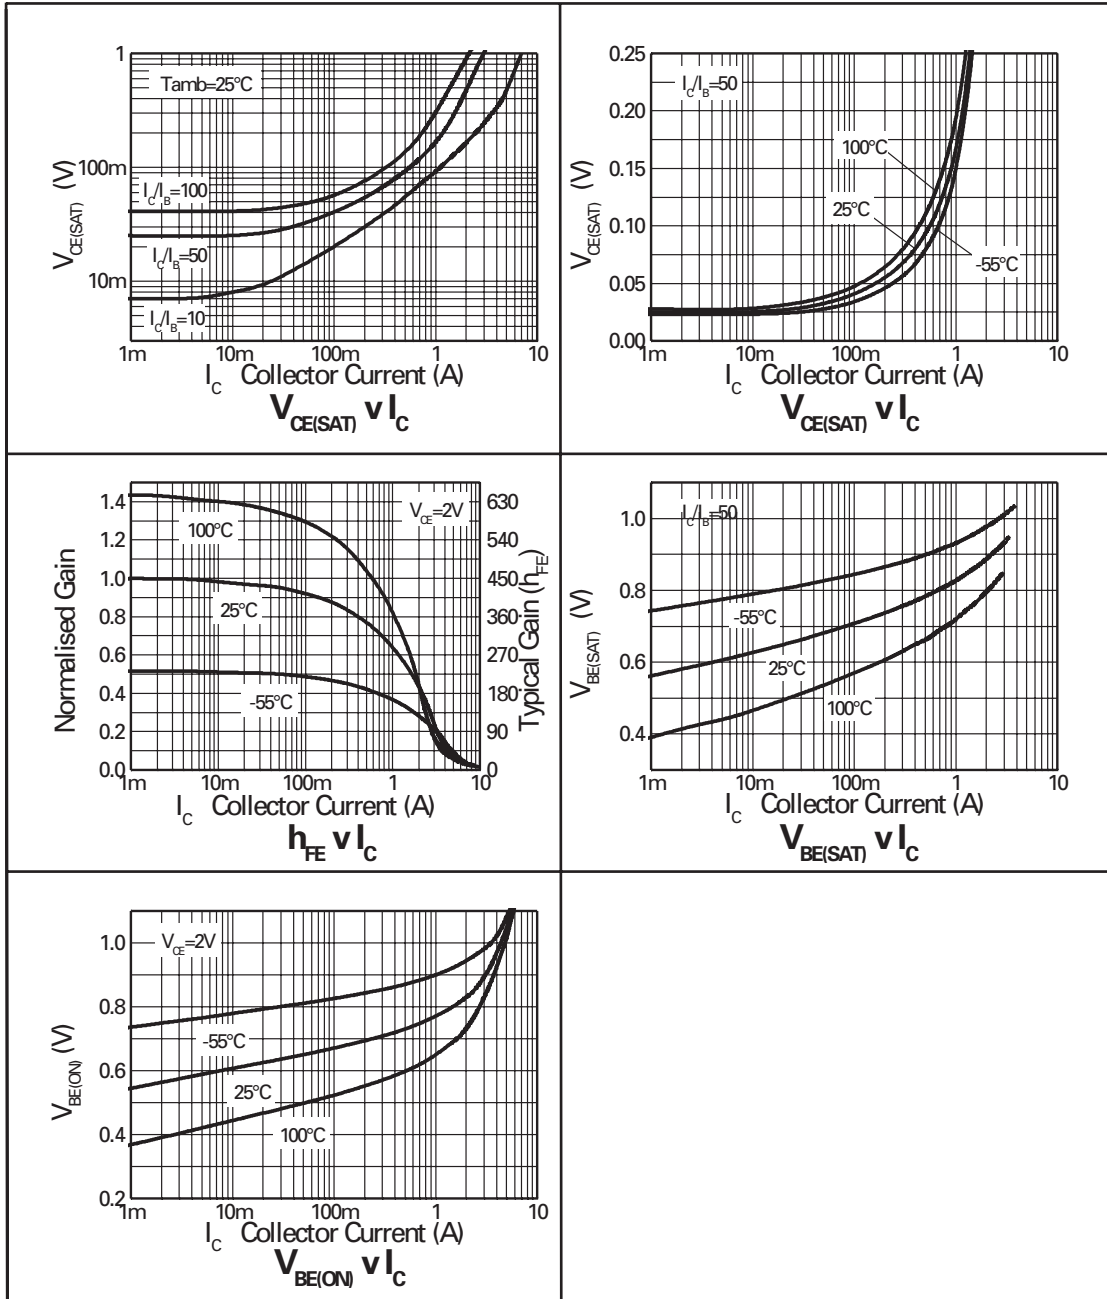 1
100m
10m
V_CE(SAT) (V)
Tamb=25°C
I_C/I_B=100
I_C/I_B=50
I_C/I_B=10
1m 10m 100m 1 10
I_C Collector Current (A)
V_CE(SAT) v I_C
0.25
0.20
0.15
0.10
0.05
0.00
V_CE(SAT) (V)
I_C/I_B=50
100°C
25°C
-55°C
1m 10m 100m 1 10
I_C Collector Current (A)
V_CE(SAT) v I_C
1.4
1.2
1.0
0.8
0.6
0.4
0.2
0.0
Normalised Gain
V_CE=2V
100°C
25°C
-55°C
630
540
450
360
270
180
90
0
Typical Gain (h_FE)
1m 10m 100m 1 10
I_C Collector Current (A)
h_FE v I_C
1.0
0.8
0.6
0.4
V_BE(SAT) (V)
I_C/I_B=50
-55°C
25°C
100°C
1m 10m 100m 1 10
I_C Collector Current (A)
V_BE(SAT) v I_C
1.0
0.8
0.6
0.4
0.2
V_BE(ON) (V)
V_CE=2V
-55°C
25°C
100°C
1m 10m 100m 1 10
I_C Collector Current (A)
V_BE(ON) v I_C